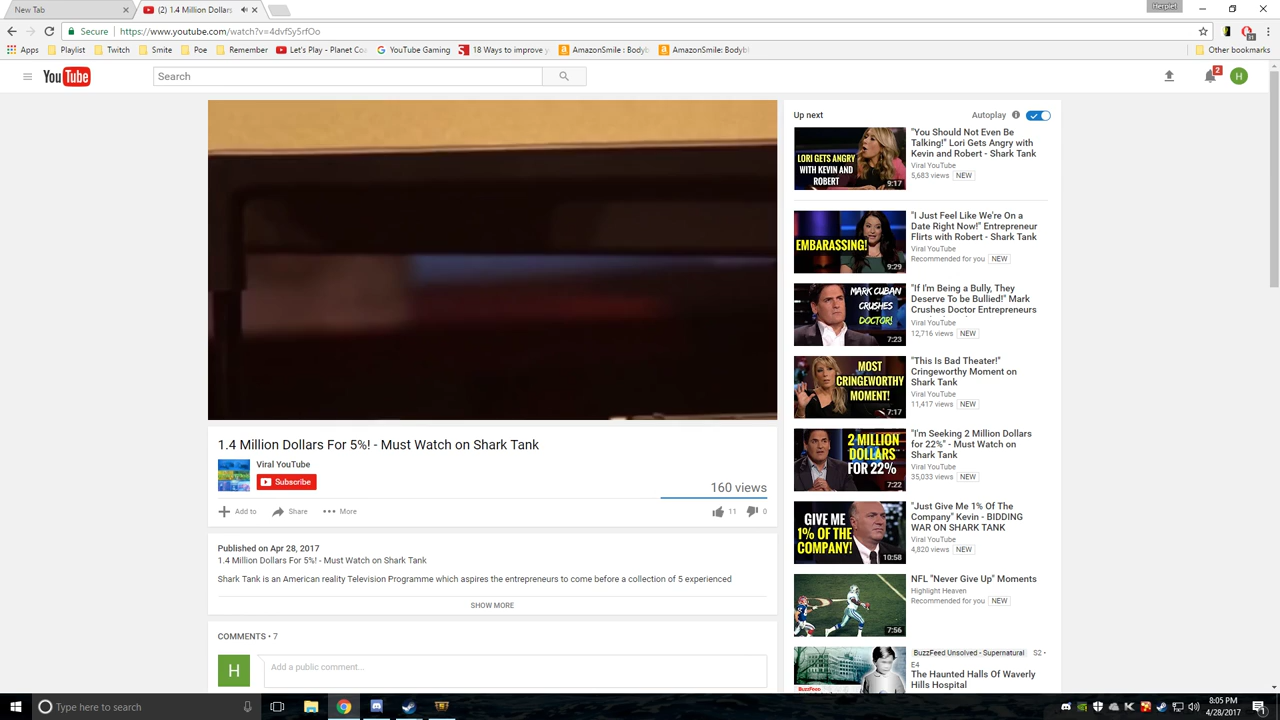 New Tab
(2) 1.4 Million Dollars
Herpief
Secure
https://www.youtube.com/watch?v=4dvfSy5rfOo
Apps
Playlist
Twitch
Smite
Poe
Remember
Let's Play - Planet Co
YouTube Gaming
18 Ways to improve y
AmazonSmile : Bodyb
AmazonSmile: Bodybl
Other bookmarks
YouTube
Search
2
H
Up next
Autoplay
LORI GETS ANGRY
WITH KEVIN AND
ROBERT
9:17
"You Should Not Even Be
Talking!" Lori Gets Angry with
Kevin and Robert - Shark Tank
Viral YouTube
5,683 views NEW
EMBARASSING!
9:29
"I Just Feel Like We're On a
Date Right Now!" Entrepreneur
Flirts with Robert - Shark Tank
Viral YouTube
Recommended for you NEW
MARK CUBAN
CRUSHES
DOCTOR!
7:23
"If I'm Being a Bully, They
Deserve To be Bullied!" Mark
Crushes Doctor Entrepreneurs
Viral YouTube
12,716 views NEW
MOST
CRINGEWORTHY
MOMENT!
7:17
"This Is Bad Theater!"
Cringeworthy Moment on
Shark Tank
Viral YouTube
11,417 views NEW
2 MILLION
DOLLARS
FOR 22%
7:22
"I'm Seeking 2 Million Dollars
for 22%" - Must Watch on
Shark Tank
Viral YouTube
35,033 views NEW
GIVE ME
1% OF THE
COMPANY!
10:58
"Just Give Me 1% Of The
Company" Kevin - BIDDING
WAR ON SHARK TANK
Viral YouTube
4,820 views NEW
7:56
NFL "Never Give Up" Moments
Highlight Heaven
Recommended for you NEW
BuzzFeed
BuzzFeed Unsolved - Supernatural S2 •
E4
The Haunted Halls Of Waverly
Hills Hospital
1.4 Million Dollars For 5%! - Must Watch on Shark Tank
Viral YouTube
Subscribe
160 views
Add to
Share
More
11
0
Published on Apr 28, 2017
1.4 Million Dollars For 5%! - Must Watch on Shark Tank
Shark Tank is an American reality Television Programme which aspires the entrepreneurs to come before a collection of 5 experienced
SHOW MORE
COMMENTS • 7
H
Add a public comment...
Type here to search
8:05 PM
4/28/2017